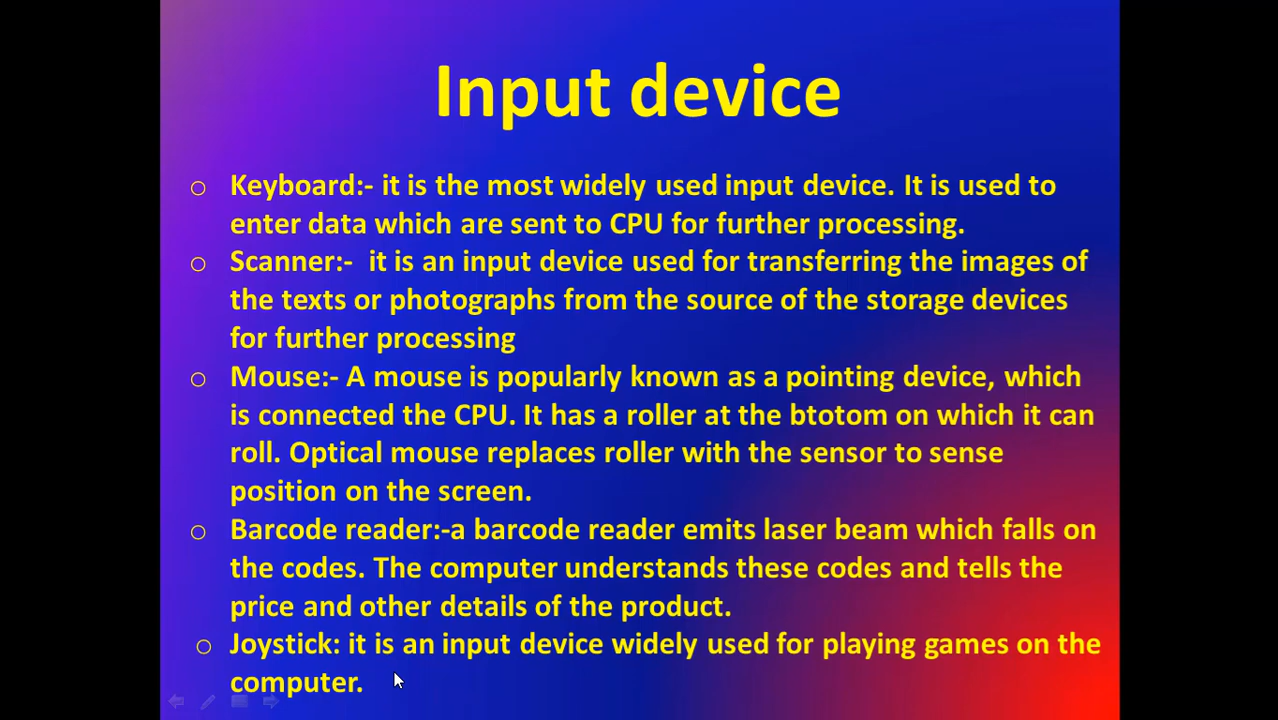 Input device
o Keyboard:- it is the most widely used input device. It is used to
enter data which are sent to CPU for further processing.
o Scanner:- it is an input device used for transferring the images of
the texts or photographs from the source of the storage devices
for further processing
o Mouse:- A mouse is popularly known as a pointing device, which
is connected the CPU. It has a roller at the btotom on which it can
roll. Optical mouse replaces roller with the sensor to sense
position on the screen.
o Barcode reader:-a barcode reader emits laser beam which falls on
the codes. The computer understands these codes and tells the
price and other details of the product.
o Joystick: it is an input device widely used for playing games on the
computer.